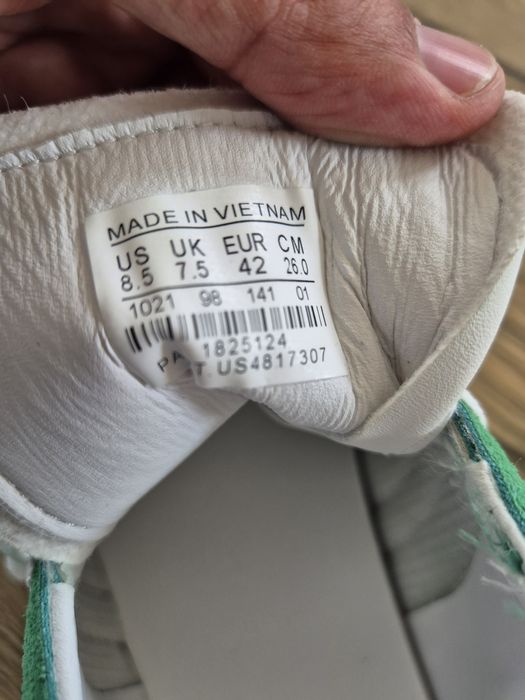 MADE IN VIETNAM
US UK EUR CM
8.5 7.5 42 26.0
1021 98 141 01
1825124
US4817307